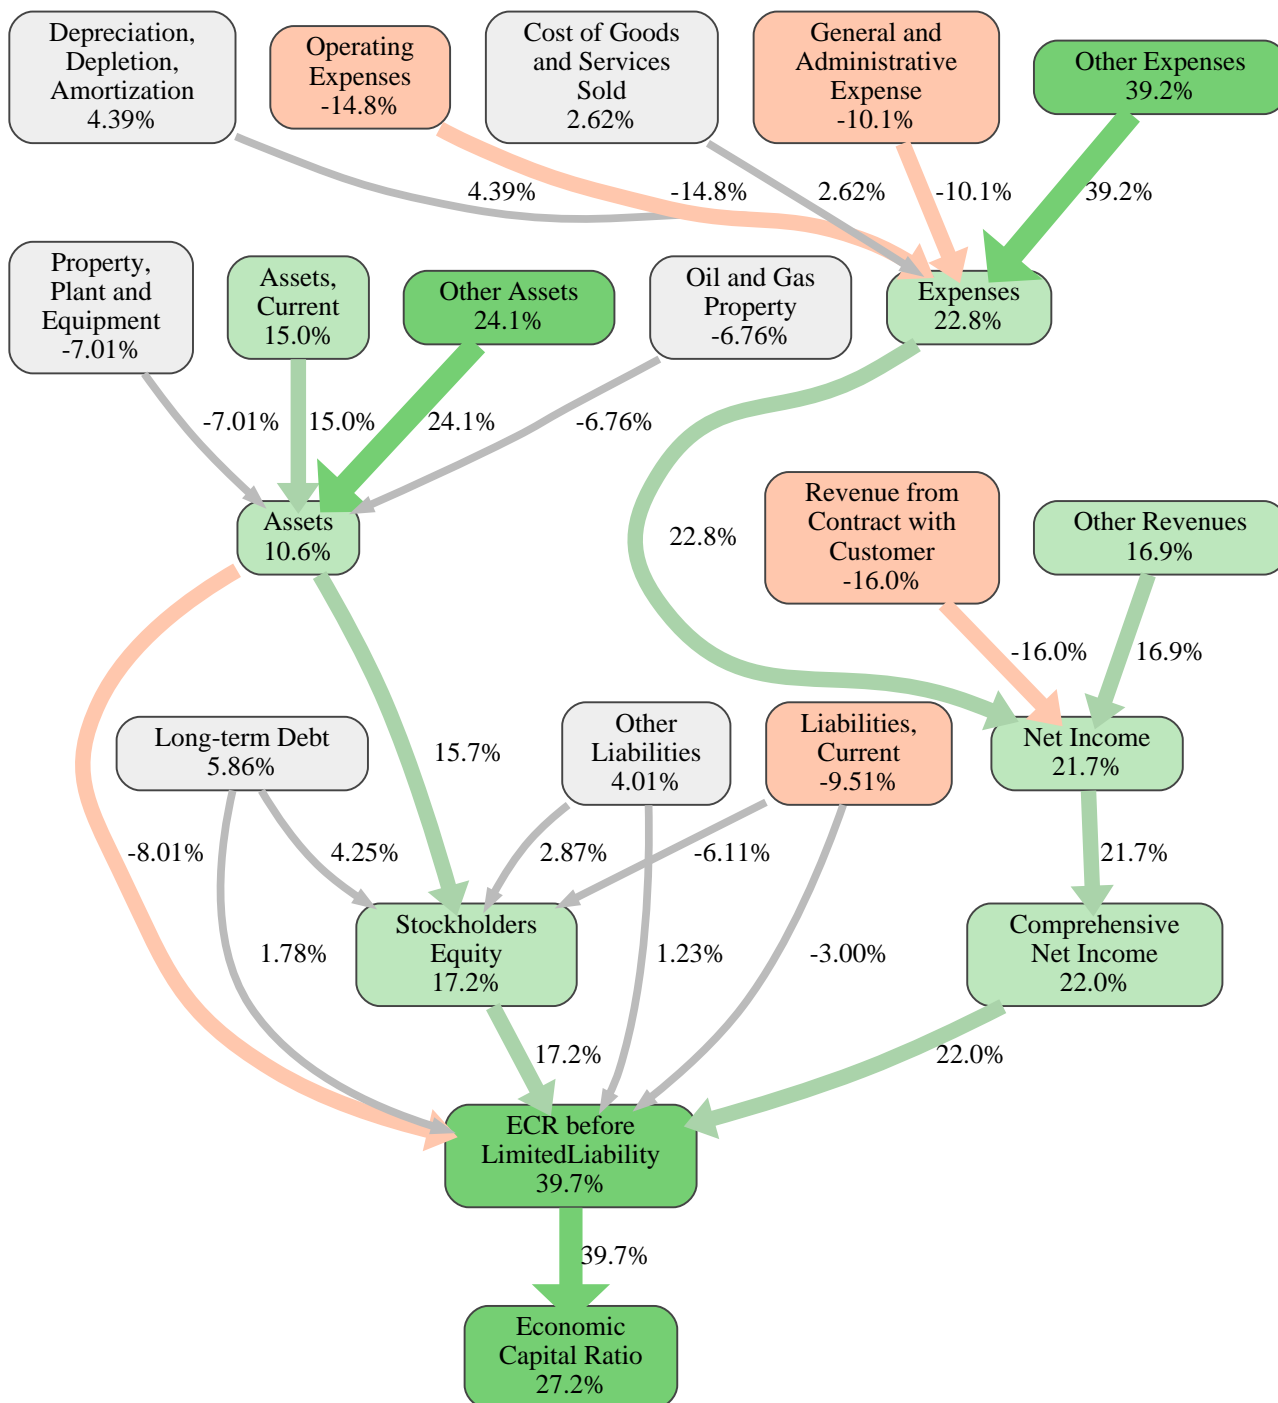 Depreciation,
Depletion,
Amortization
4.39%
Operating
Expenses
-14.8%
Cost of Goods
and Services
Sold
2.62%
General and
Administrative
Expense
-10.1%
Other Expenses
39.2%
4.39%
-14.8%
2.62%
-10.1%
39.2%
Property,
Plant and
Equipment
-7.01%
Assets,
Current
15.0%
Other Assets
24.1%
Oil and Gas
Property
-6.76%
Expenses
22.8%
-7.01%
15.0%
24.1%
-6.76%
Assets
10.6%
22.8%
Revenue from
Contract with
Customer
-16.0%
Other Revenues
16.9%
-16.0%
16.9%
Long-term Debt
5.86%
15.7%
Other
Liabilities
4.01%
Liabilities,
Current
-9.51%
Net Income
21.7%
-8.01%
4.25%
2.87%
-6.11%
21.7%
Stockholders
Equity
17.2%
Comprehensive
Net Income
22.0%
1.78%
1.23%
-3.00%
17.2%
22.0%
ECR before
LimitedLiability
39.7%
39.7%
Economic
Capital Ratio
27.2%